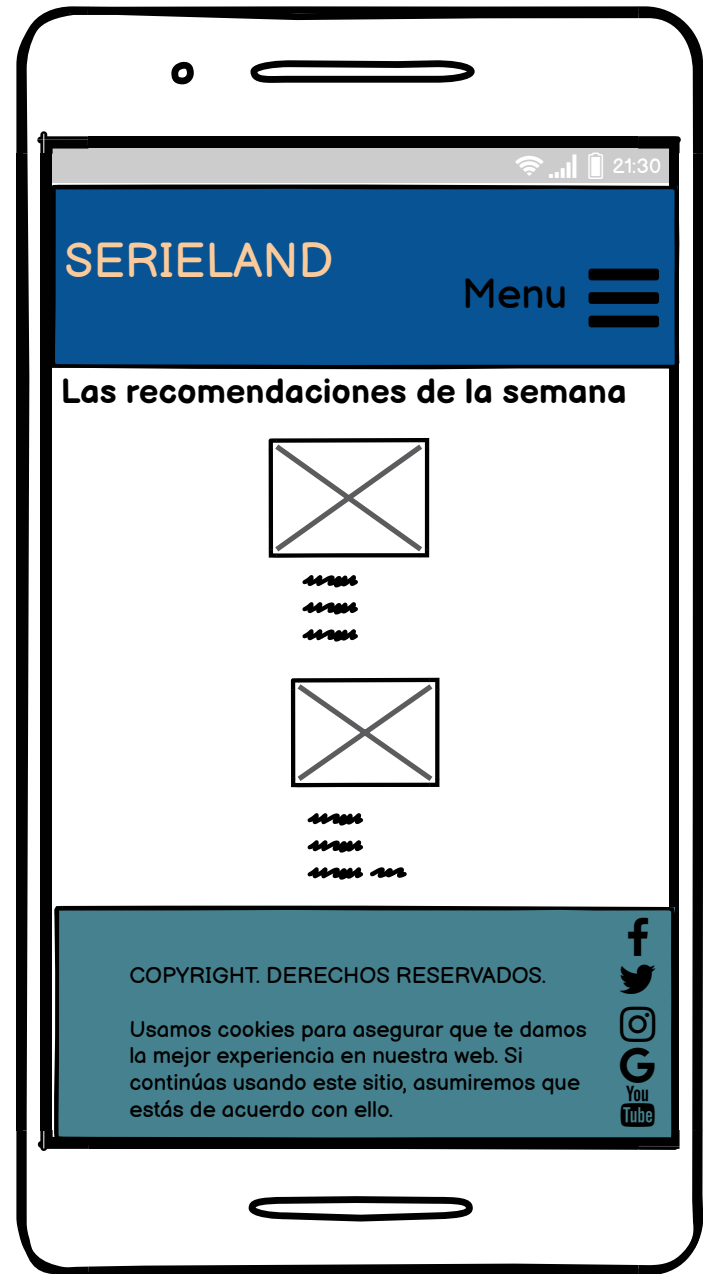 21:30
SERIELAND
Menu
Las recomendaciones de la semana
COPYRIGHT. DERECHOS RESERVADOS.
Usamos cookies para asegurar que te damos
la mejor experiencia en nuestra web. Si
continúas usando este sitio, asumiremos que
estás de acuerdo con ello.
You
Tube